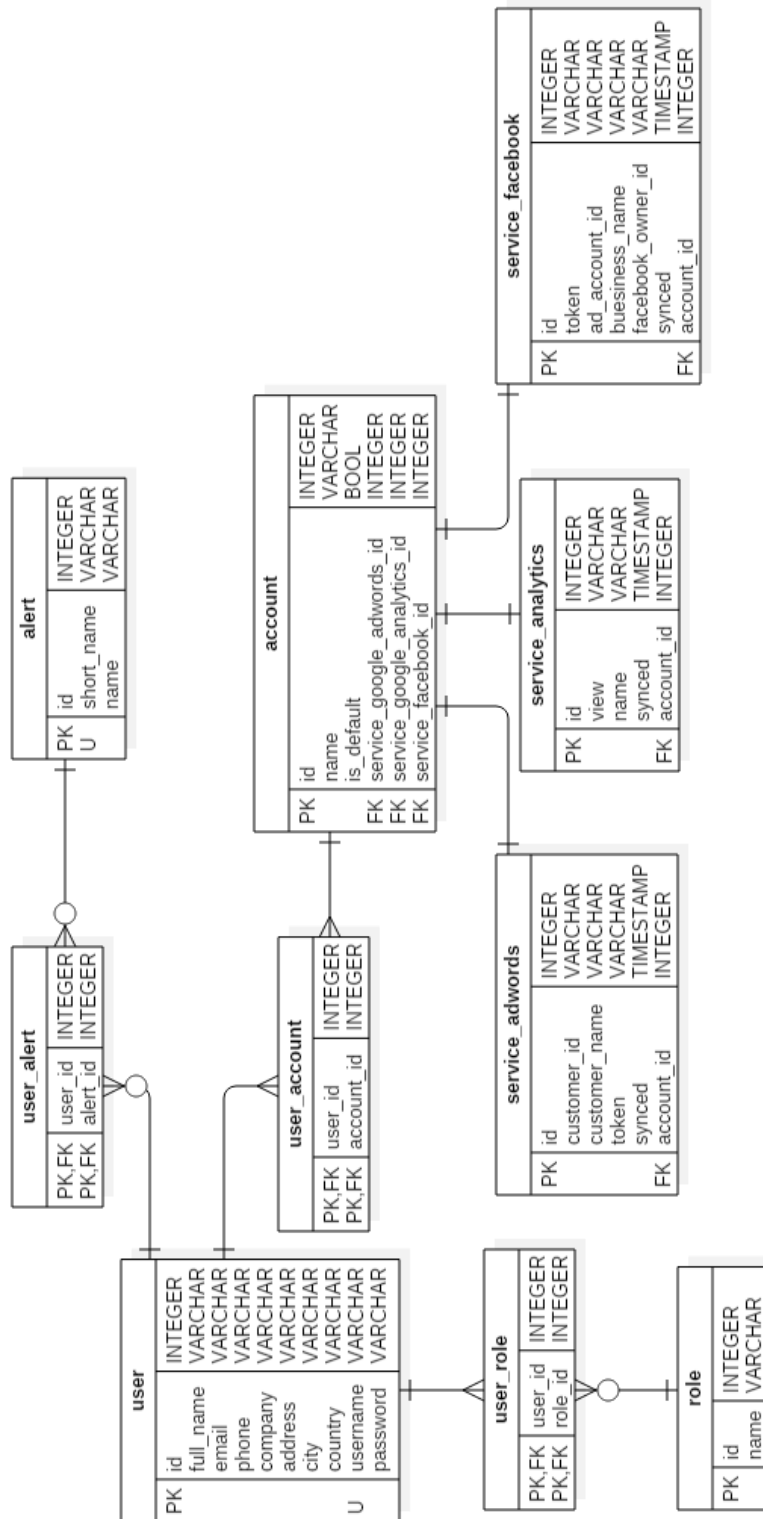 alert
PK id INTEGER
U short_name VARCHAR
name VARCHAR
user_alert
PK,FK user_id INTEGER
PK,FK alert_id INTEGER
user
PK id INTEGER
full_name VARCHAR
email VARCHAR
phone VARCHAR
company VARCHAR
address VARCHAR
city VARCHAR
country VARCHAR
U username VARCHAR
password VARCHAR
user_account
PK,FK user_id INTEGER
PK,FK account_id INTEGER
account
PK id INTEGER
name VARCHAR
is_default BOOL
FK service_google_adwords_id INTEGER
FK service_google_analytics_id INTEGER
FK service_facebook_id INTEGER
user_role
PK,FK user_id INTEGER
PK,FK role_id INTEGER
service_adwords
PK id INTEGER
customer_id VARCHAR
customer_name VARCHAR
token VARCHAR
synced TIMESTAMP
FK account_id INTEGER
service_analytics
PK id INTEGER
view VARCHAR
name VARCHAR
synced TIMESTAMP
FK account_id INTEGER
service_facebook
PK id INTEGER
token VARCHAR
ad_account_id VARCHAR
buesiness_name VARCHAR
facebook_owner_id VARCHAR
synced TIMESTAMP
FK account_id INTEGER
role
PK id INTEGER
name VARCHAR